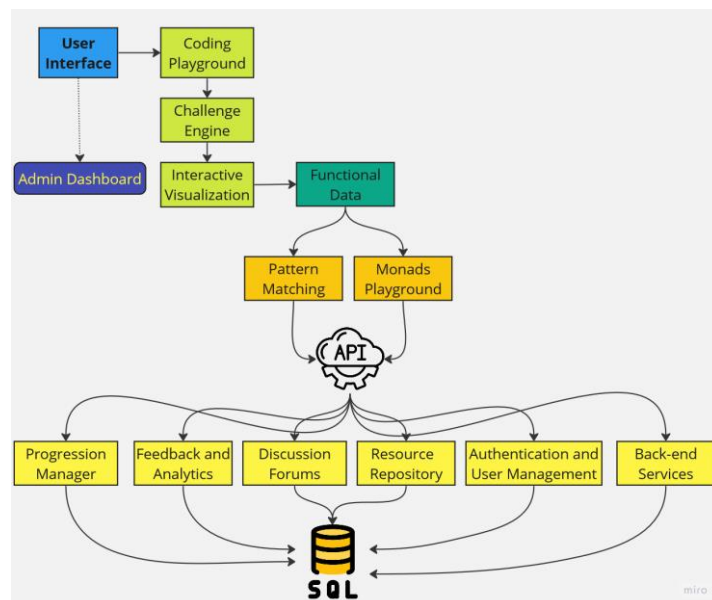 User
Interface
Coding
Playground
Challenge
Engine
Admin Dashboard
Interactive
Visualization
Functional
Data
Pattern
Matching
Monads
Playground
API
Progression
Manager
Feedback and
Analytics
Discussion
Forums
Resource
Repository
Authentication and
User Management
Back-end
Services
SQL
miro